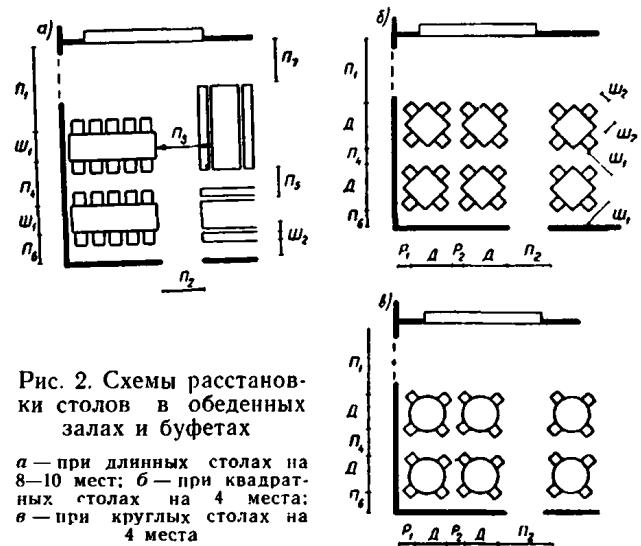 а)
П₁
П₇
Ш₁
П₃
П₄
П₅
Ш₁
Ш₂
П₆
П₂
б)
П₁
Ш₂
Д
Ш₂
П₄
Ш₁
Д
Ш₁
П₆
Р₁ Д Р₂ Д П₂
в)
П₁
Д
П₄
Д
П₆
Р₁ Д Р₂ Д П₂
Рис. 2. Схемы расстанов-
ки столов в обеденных
залах и буфетах
а — при длинных столах на
8—10 мест; б — при квадрат-
ных столах на 4 места;
в — при круглых столах на
4 места